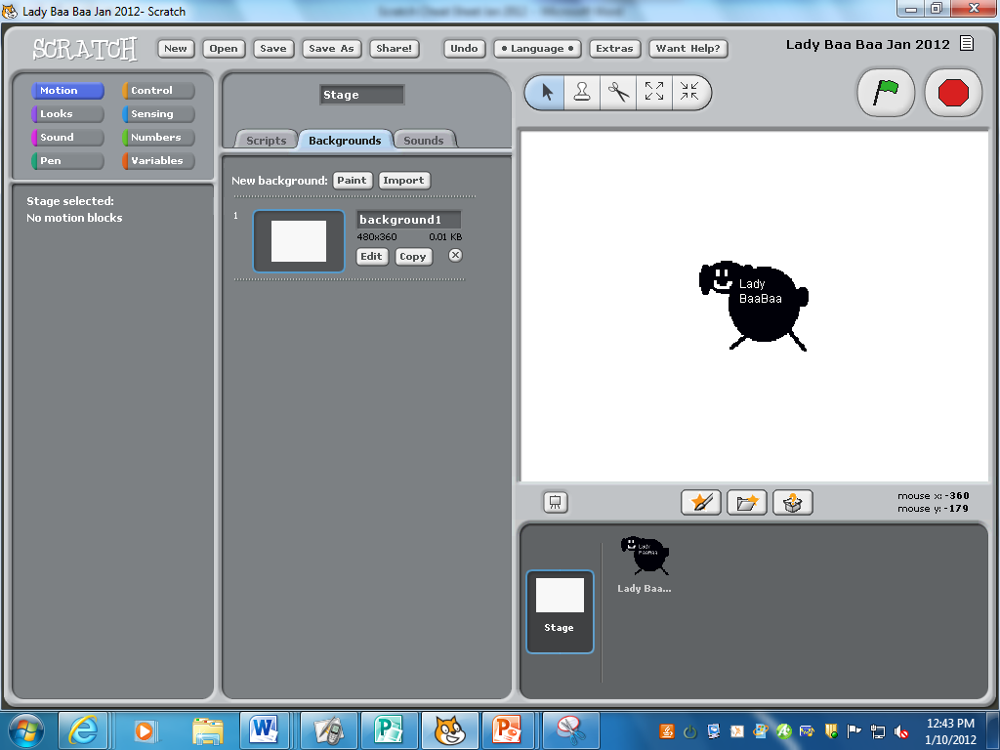 Lady Baa Baa Jan 2012- Scratch
Scratch Cheat Sheet Jan 2012 - Microsoft Word
SCRATCH
New
Open
Save
Save As
Share!
Undo
• Language •
Extras
Want Help?
Lady Baa Baa Jan 2012
Motion
Control
Looks
Sensing
Sound
Numbers
Pen
Variables
Stage selected:
No motion blocks
Stage
Scripts
Backgrounds
Sounds
New background:
Paint
Import
1
background1
480x360
0.01 KB
Edit
Copy
Lady
BaaBaa
mouse x: -360
mouse y: -179
Stage
Lady
BaaBaa
Lady Baa...
12:43 PM
1/10/2012